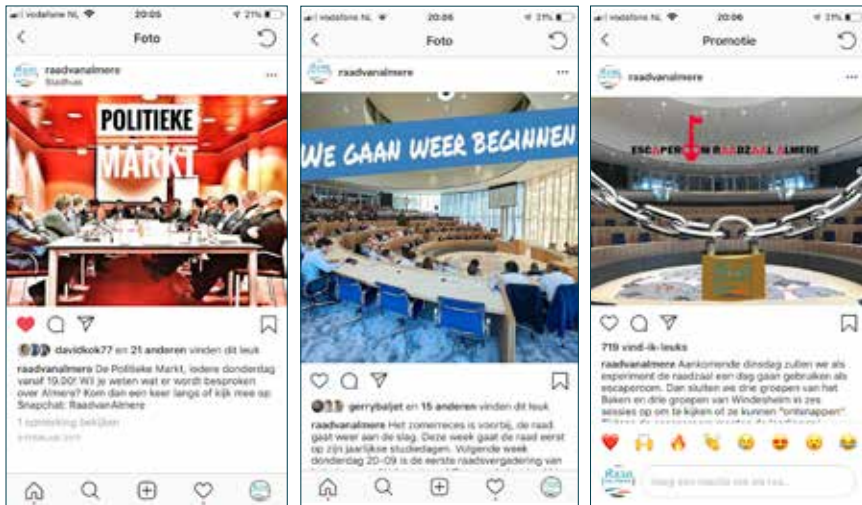 vodafone NL 20:05 21%
Foto
raadvanalmere
Stadhuis
POLITIEKE
MARKT
davidkok77 en 21 anderen vinden dit leuk
raadvanalmere De Politieke Markt, iedere donderdag
vanaf 19.00! Wil je weten wat er wordt besproken
over Almere? Kom dan een keer langs of kijk mee op
Snapchat: RaadvanAlmere
1 opmerking bekijken
vodafone NL 20:06 21%
Foto
raadvanalmere
WE GAAN WEER BEGINNEN
gerrybaljet en 15 anderen vinden dit leuk
raadvanalmere Het zomerreces is voorbij, de raad
gaat weer aan de slag. Deze week gaat de raad eerst
op zijn jaarlijkse studiedagen. Volgende week
donderdag 20-09 is de eerste raadsvergadering van
vodafone NL 20:06 21%
Promotie
raadvanalmere
ESCAPEROOM RAADZAAL ALMERE
719 vind-ik-leuks
raadvanalmere Aankomende dinsdag zullen we als
experiment de raadzaal een dag gaan gebruiken als
escaperoom. Dan sluiten we drie groepen van het
Baken en drie groepen van Windesheim in zes
sessies op om te kijken of ze kunnen "ontsnappen".